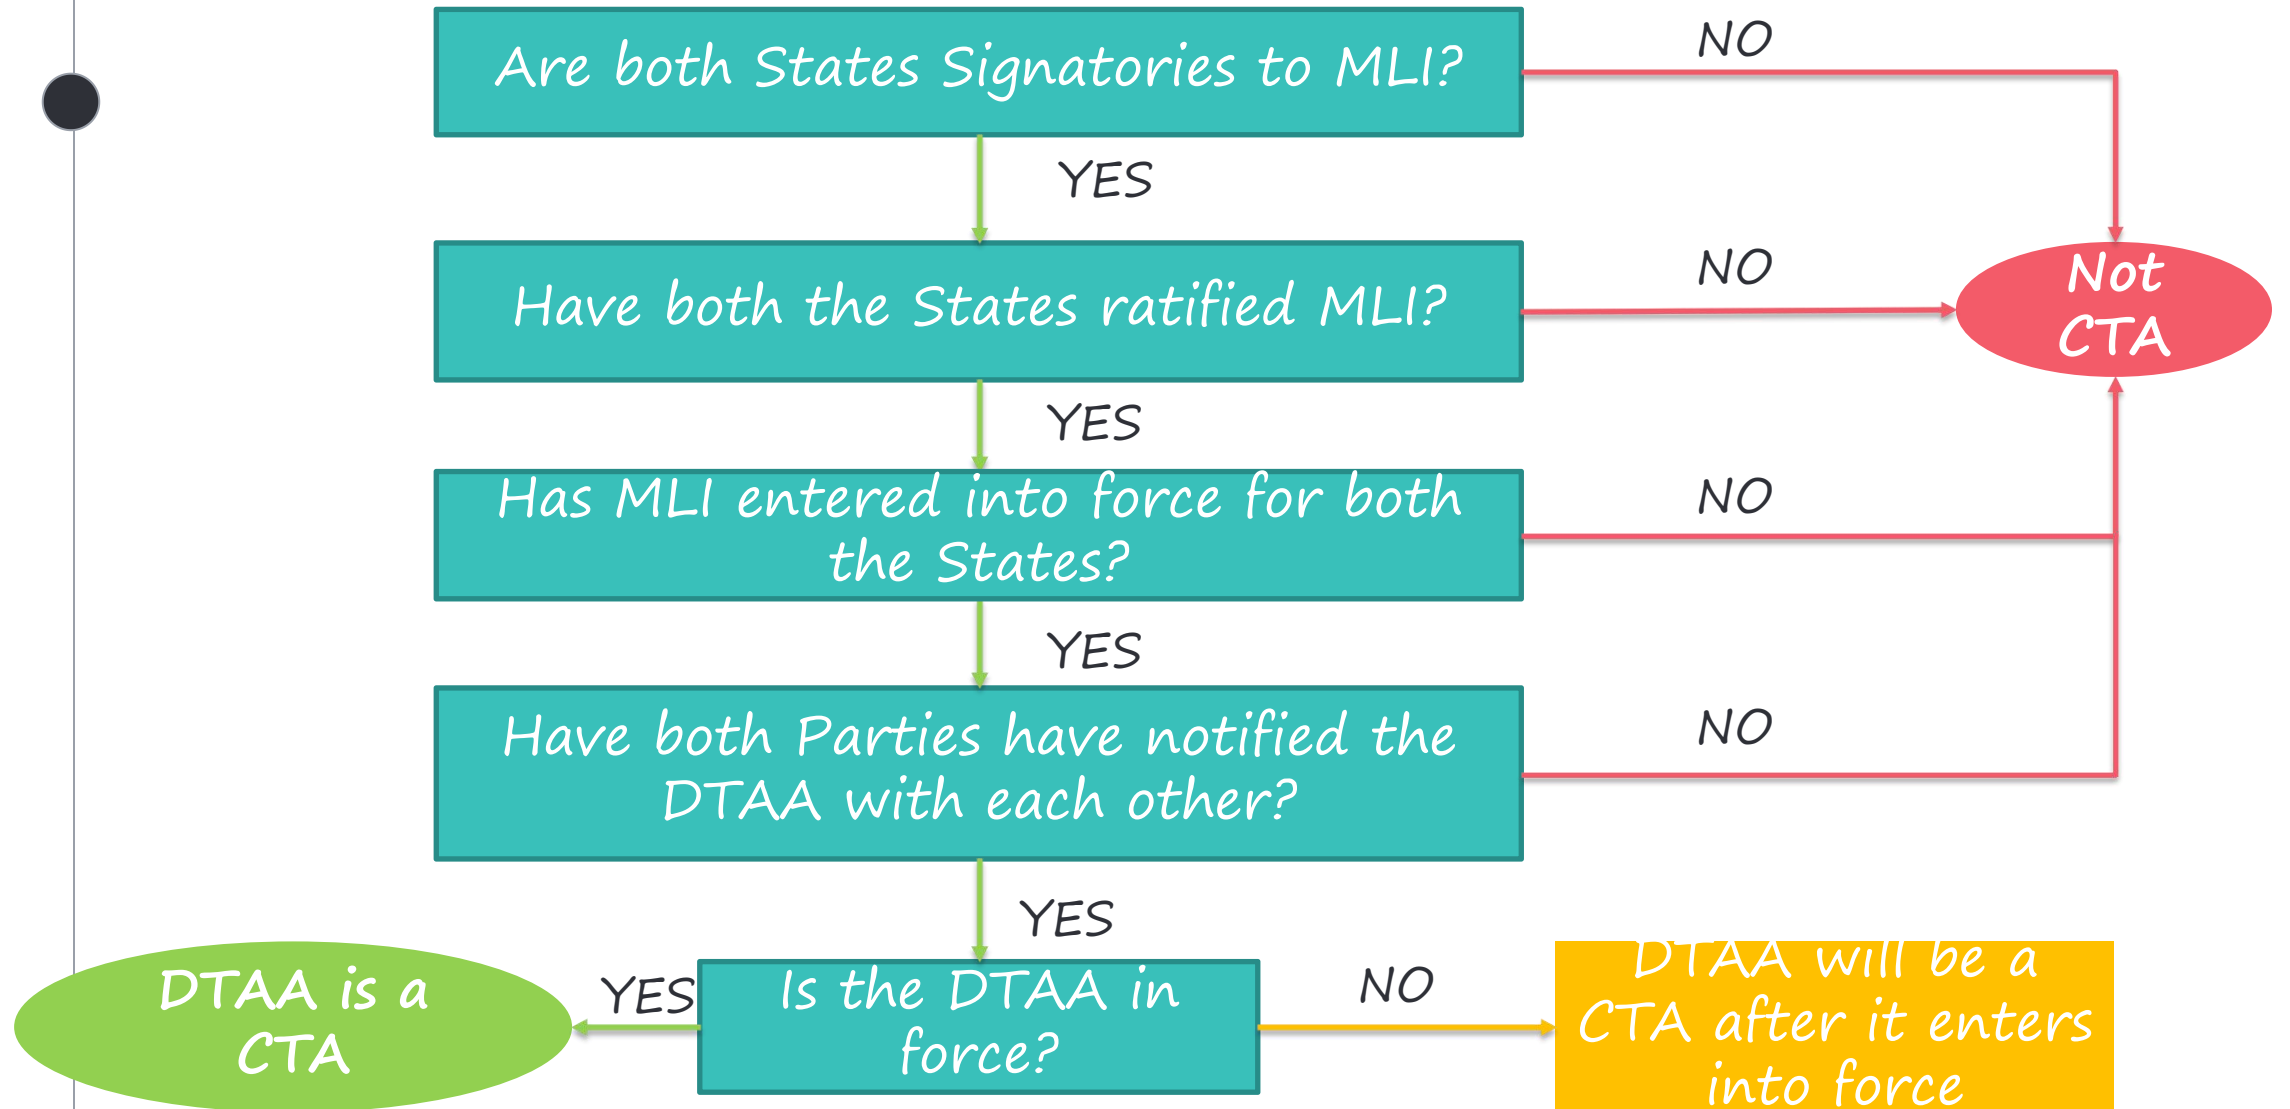 Are both States Signatories to MLI?
NO
YES
Have both the States ratified MLI?
NO
Not
CTA
YES
Has MLI entered into force for both
the States?
NO
YES
Have both Parties have notified the
DTAA with each other?
NO
YES
DTAA is a
CTA
YES
Is the DTAA in
force?
NO
DTAA will be a
CTA after it enters
into force